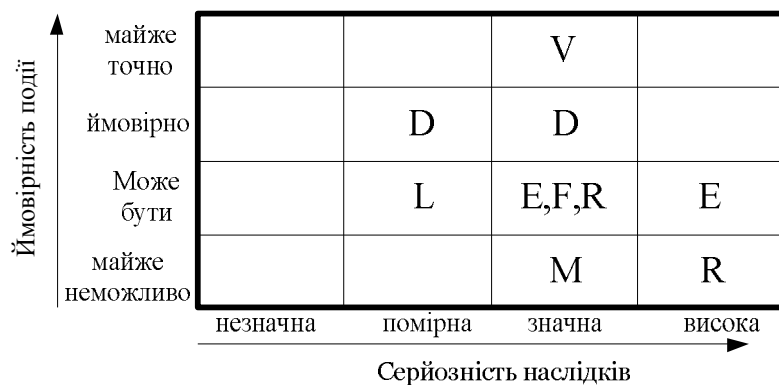 Ймовірність події
майже
точно
V
ймовірно
D
D
Може
бути
L
E,F,R
E
майже
неможливо
M
R
незначна
помірна
значна
висока
Серйозність наслідків